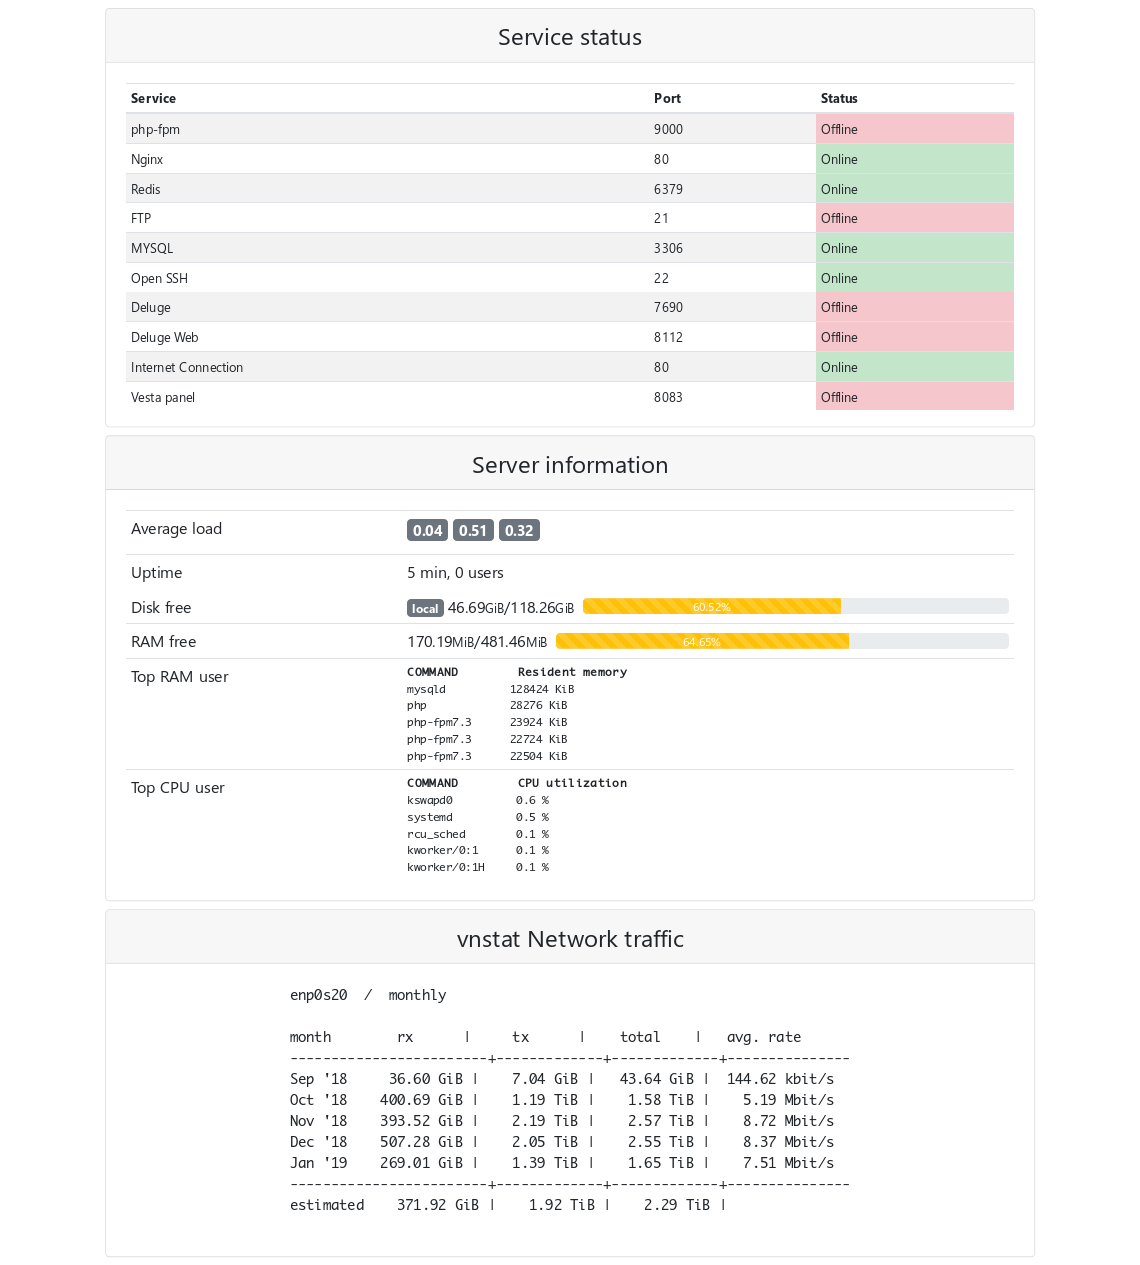 Service status
Service Port Status
php-fpm 9000 Offline
Nginx 80 Online
Redis 6379 Online
FTP 21 Offline
MYSQL 3306 Online
Open SSH 22 Online
Deluge 7690 Offline
Deluge Web 8112 Offline
Internet Connection 80 Online
Vesta panel 8083 Offline
Server information
Average load 0.04 0.51 0.32
Uptime 5 min, 0 users
Disk free local 46.69GiB/118.26GiB 60.52%
RAM free 170.19MiB/481.46MiB 64.65%
Top RAM user COMMAND Resident memory
mysqld 128424 KiB
php 28276 KiB
php-fpm7.3 23924 KiB
php-fpm7.3 22724 KiB
php-fpm7.3 22504 KiB
Top CPU user COMMAND CPU utilization
kswapd0 0.6 %
systemd 0.5 %
rcu_sched 0.1 %
kworker/0:1 0.1 %
kworker/0:1H 0.1 %
vnstat Network traffic
enp0s20 / monthly
month rx | tx | total | avg. rate
------------------------+-------------+-------------+---------------
Sep '18 36.60 GiB | 7.04 GiB | 43.64 GiB | 144.62 kbit/s
Oct '18 400.69 GiB | 1.19 TiB | 1.58 TiB | 5.19 Mbit/s
Nov '18 393.52 GiB | 2.19 TiB | 2.57 TiB | 8.72 Mbit/s
Dec '18 507.28 GiB | 2.05 TiB | 2.55 TiB | 8.37 Mbit/s
Jan '19 269.01 GiB | 1.39 TiB | 1.65 TiB | 7.51 Mbit/s
------------------------+-------------+-------------+---------------
estimated 371.92 GiB | 1.92 TiB | 2.29 TiB |